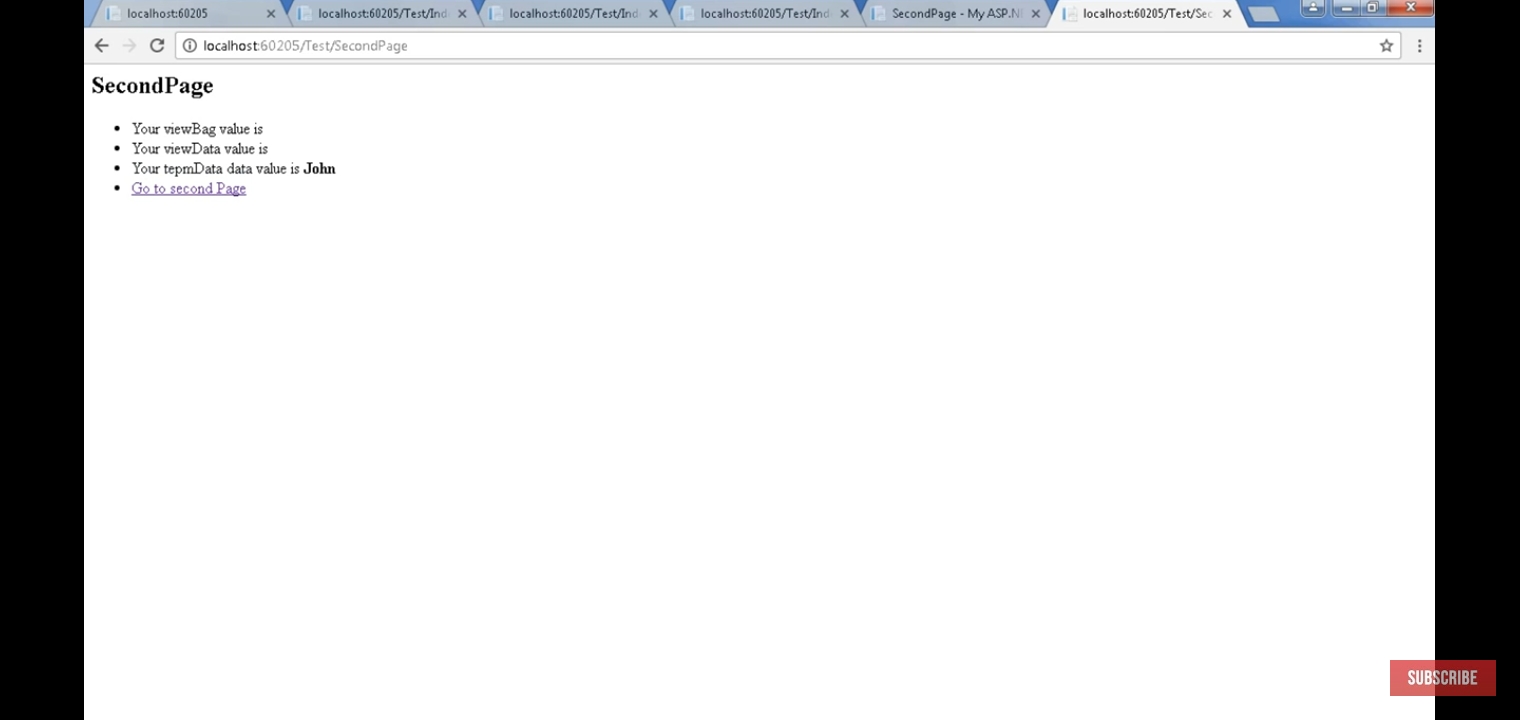 localhost:60205
localhost:60205/Test/Ind
localhost:60205/Test/Ind
localhost:60205/Test/Ind
SecondPage - My ASP.NI
localhost:60205/Test/Sec
localhost:60205/Test/SecondPage
SecondPage
Your viewBag value is
Your viewData value is
Your tepmData data value is John
Go to second Page
SUBSCRIBE